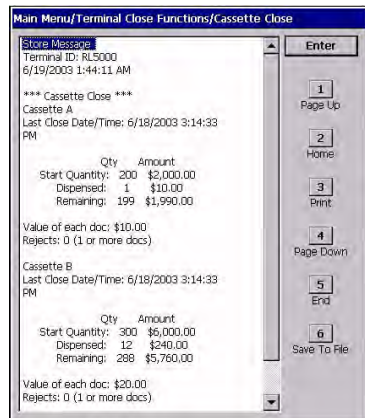 Main Menu/Terminal Close Functions/Cassette Close
Store Message
Terminal ID: RL5000
6/19/2003 1:44:11 AM
*** Cassette Close ***
Cassette A
Last Close Date/Time: 6/18/2003 3:14:33
PM
Qty Amount
Start Quantity: 200 $2,000.00
Dispensed: 1 $10.00
Remaining: 199 $1,990.00
Value of each doc: $10.00
Rejects: 0 (1 or more docs)
Cassette B
Last Close Date/Time: 6/18/2003 3:14:33
PM
Qty Amount
Start Quantity: 300 $6,000.00
Dispensed: 12 $240.00
Remaining: 288 $5,760.00
Value of each doc: $20.00
Rejects: 0 (1 or more docs)
Enter
1
Page Up
2
Home
3
Print
4
Page Down
5
End
6
Save To File